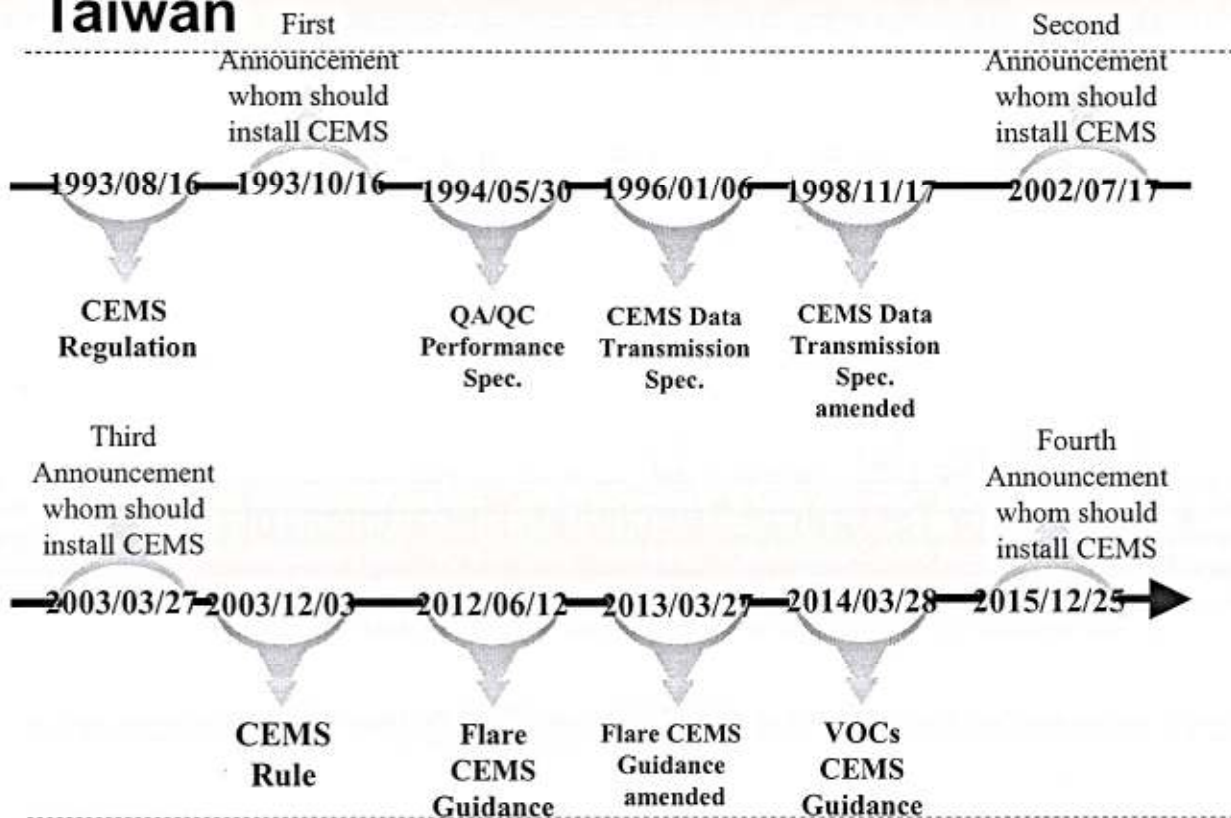 Taiwan
First
Announcement
whom should
install CEMS
Second
Announcement
whom should
install CEMS
1993/08/16
1993/10/16
1994/05/30
1996/01/06
1998/11/17
2002/07/17
CEMS
Regulation
QA/QC
Performance
Spec.
CEMS Data
Transmission
Spec.
CEMS Data
Transmission
Spec.
amended
Third
Announcement
whom should
install CEMS
Fourth
Announcement
whom should
install CEMS
2003/03/27
2003/12/03
2012/06/12
2013/03/27
2014/03/28
2015/12/25
CEMS
Rule
Flare
CEMS
Guidance
Flare CEMS
Guidance
amended
VOCs
CEMS
Guidance